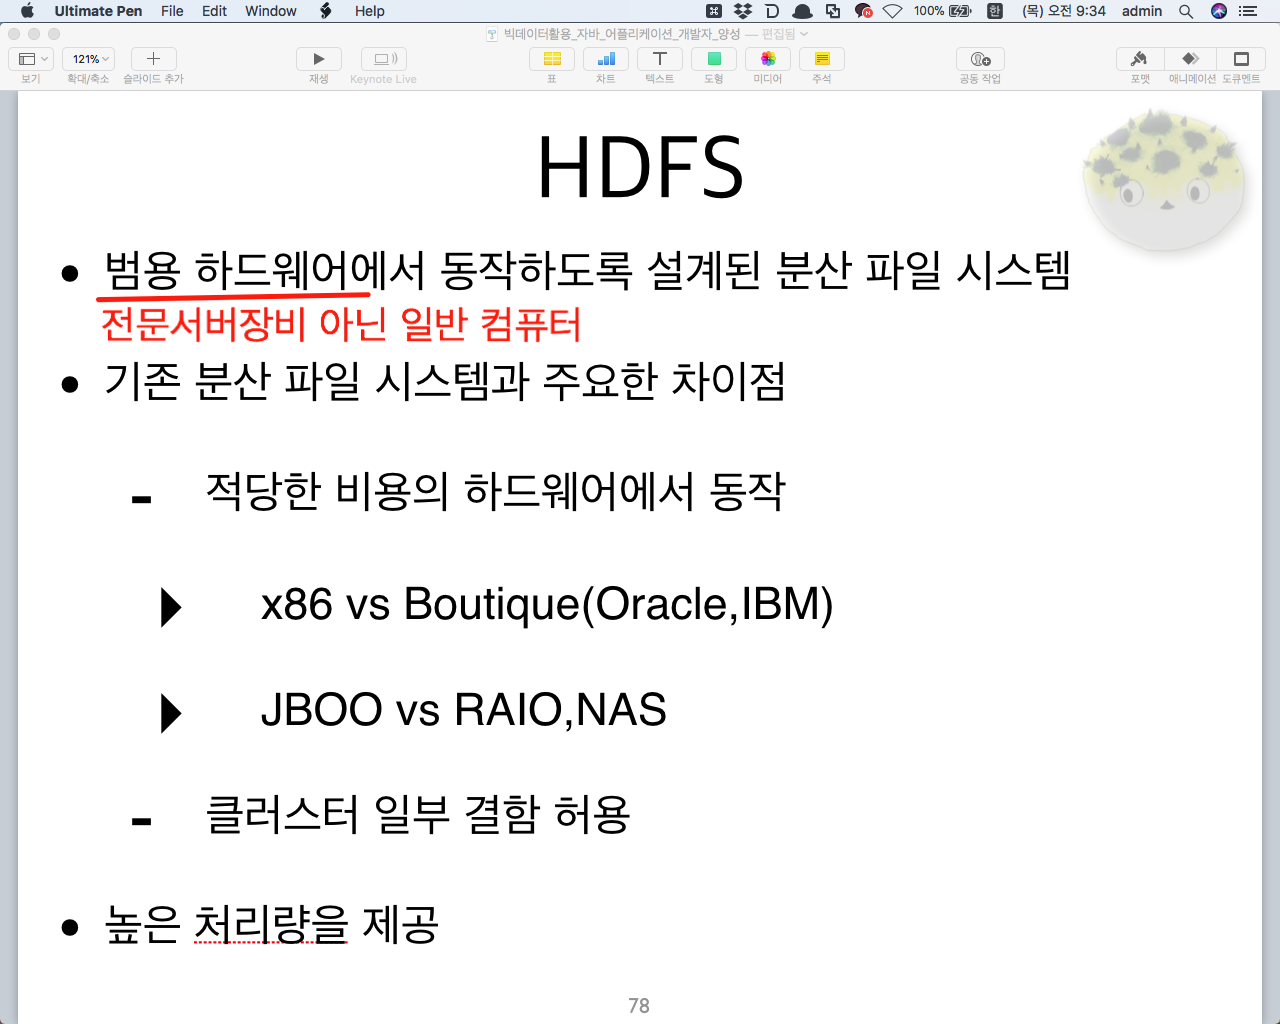 Ultimate Pen File Edit Window Help 100% 한 (목) 오전 9:34 admin
빅데이터활용_자바_어플리케이션_개발자_양성 — 편집됨
121%
보기 확대/축소 슬라이드 추가 재생 Keynote Live 표 차트 텍스트 도형 미디어 주석 공동 작업 포맷 애니메이션 도큐멘트
HDFS
• 범용 하드웨어에서 동작하도록 설계된 분산 파일 시스템
전문서버장비 아닌 일반 컴퓨터
• 기존 분산 파일 시스템과 주요한 차이점
- 적당한 비용의 하드웨어에서 동작
x86 vs Boutique(Oracle,IBM)
JBOO vs RAIO,NAS
- 클러스터 일부 결함 허용
• 높은 처리량을 제공
78